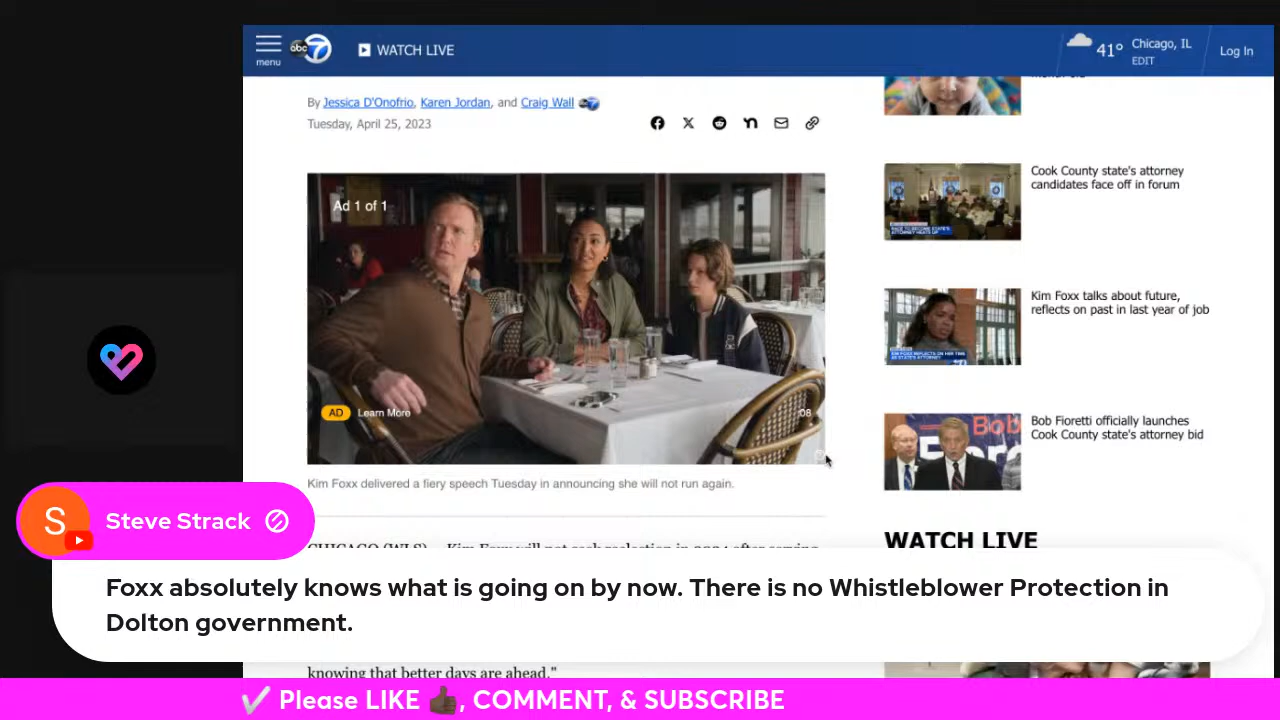 menu
abc 7
WATCH LIVE
41°
Chicago, IL
EDIT
Log In
By Jessica D'Onofrio, Karen Jordan, and Craig Wall
Tuesday, April 25, 2023
Ad 1 of 1
AD Learn More
:08
Kim Foxx delivered a fiery speech Tuesday in announcing she will not run again.
Cook County state's attorney
candidates face off in forum
Kim Foxx talks about future,
reflects on past in last year of job
Bob Fioretti officially launches
Cook County state's attorney bid
WATCH LIVE
S
Steve Strack
Foxx absolutely knows what is going on by now. There is no Whistleblower Protection in
Dolton government.
knowing that better days are ahead."
✔ Please LIKE 👍🏿, COMMENT, & SUBSCRIBE